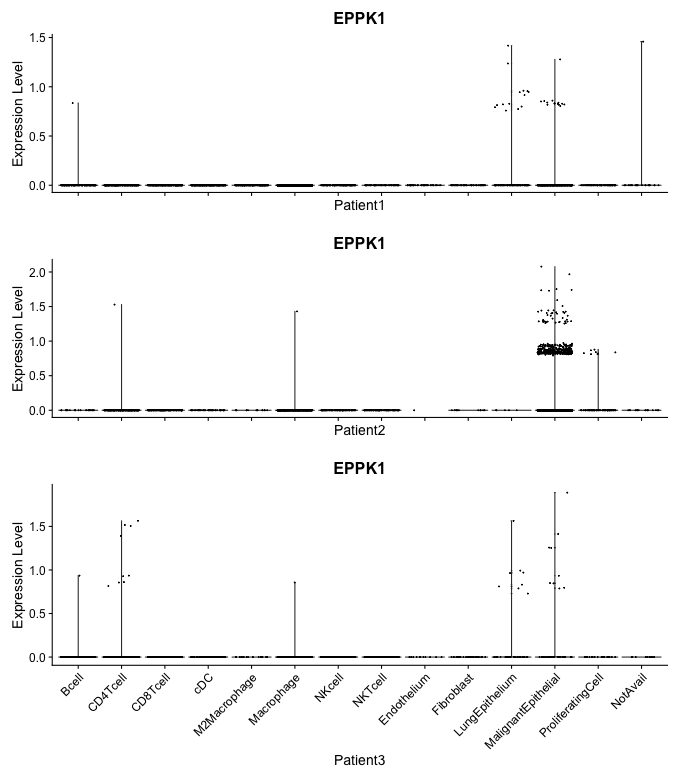 EPPK1
Expression Level
1.5
1.0
0.5
0.0
Patient1
EPPK1
Expression Level
2.0
1.5
1.0
0.5
0.0
Patient2
EPPK1
Expression Level
1.5
1.0
0.5
0.0
Bcell
CD4Tcell
CD8Tcell
cDC
M2Macrophage
Macrophage
NKcell
NKTcell
Endothelium
Fibroblast
LungEpithelium
MalignantEpithelial
ProliferatingCell
NotAvail
Patient3